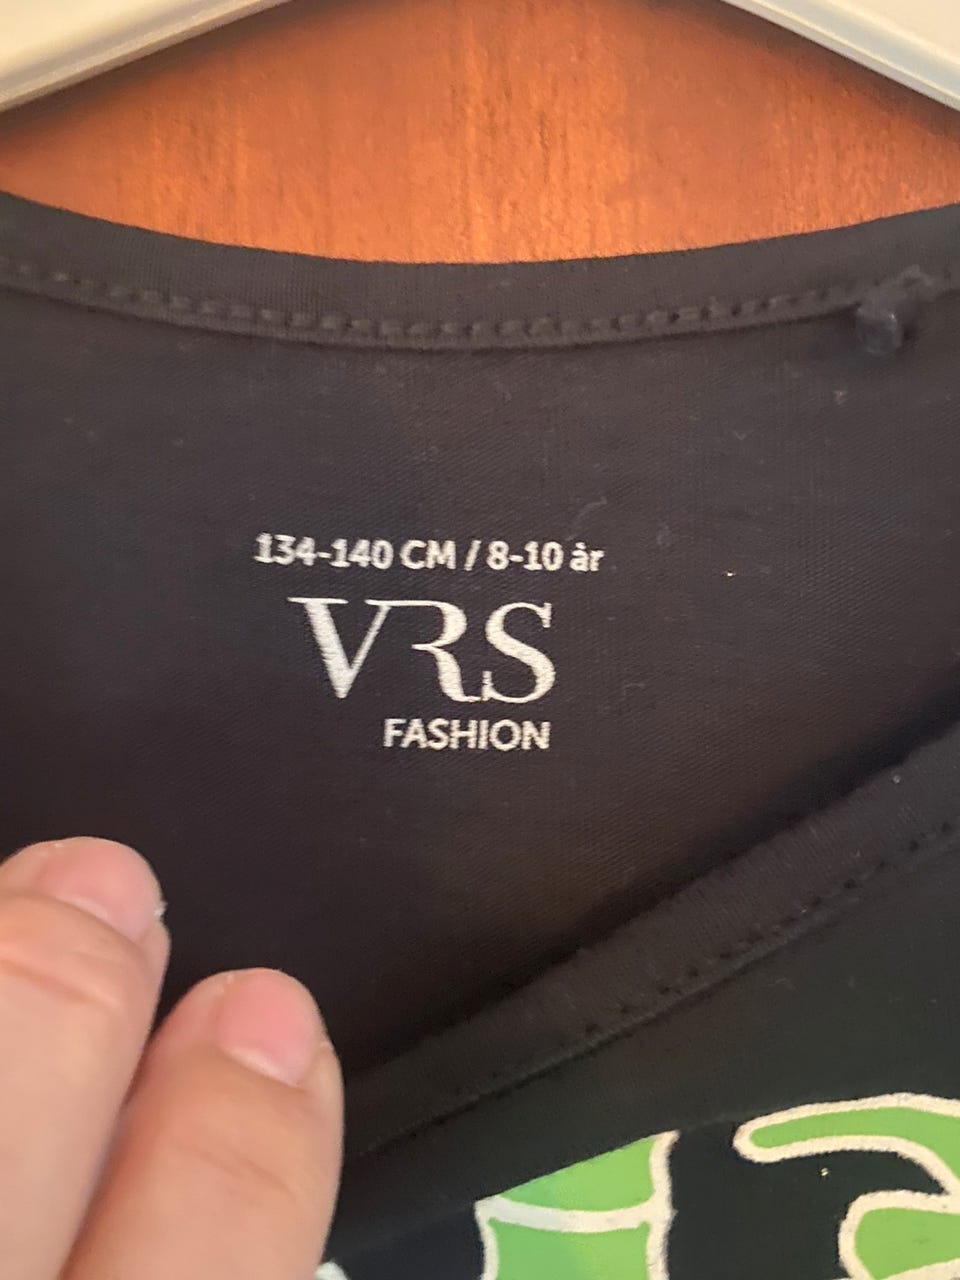 134-140 CM / 8-10 år
VRS
FASHION